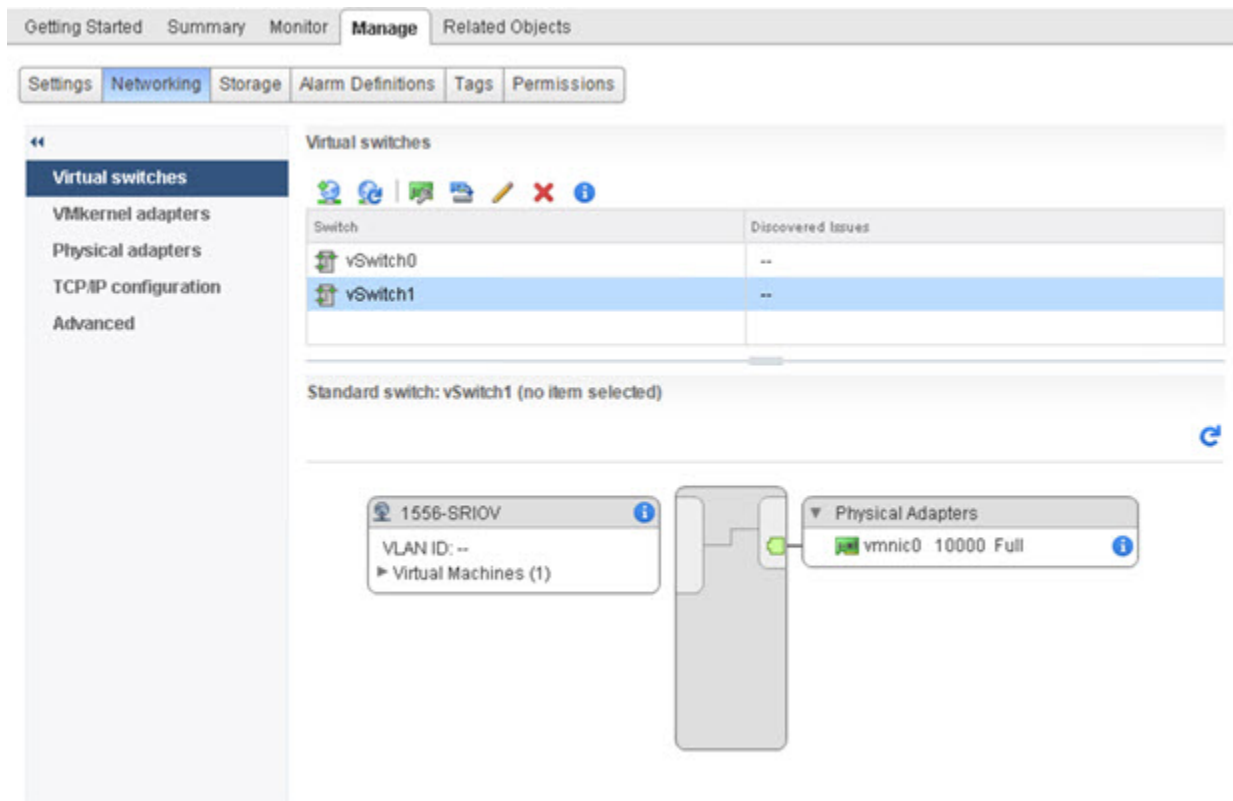 Getting Started Summary Monitor Manage Related Objects
Settings Networking Storage Alarm Definitions Tags Permissions
Virtual switches
VMkernel adapters
Physical adapters
TCP/IP configuration
Advanced
Virtual switches
Switch Discovered Issues
vSwitch0 --
vSwitch1 --
Standard switch: vSwitch1 (no item selected)
1556-SRIOV
VLAN ID: --
Virtual Machines (1)
Physical Adapters
vmnic0 10000 Full